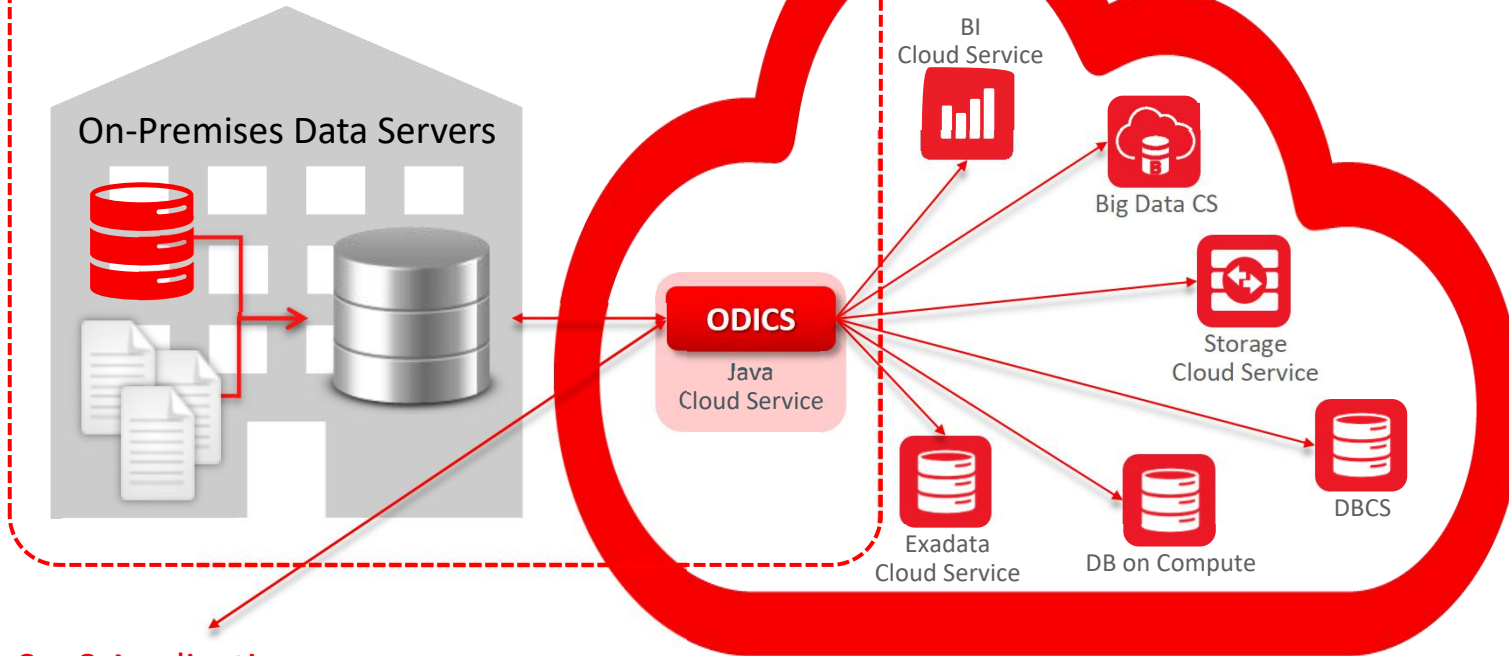 BI
Cloud Service
On-Premises Data Servers
B
Big Data CS
ODICS
Java
Cloud Service
Storage
Cloud Service
DBCS
Exadata
Cloud Service
DB on Compute